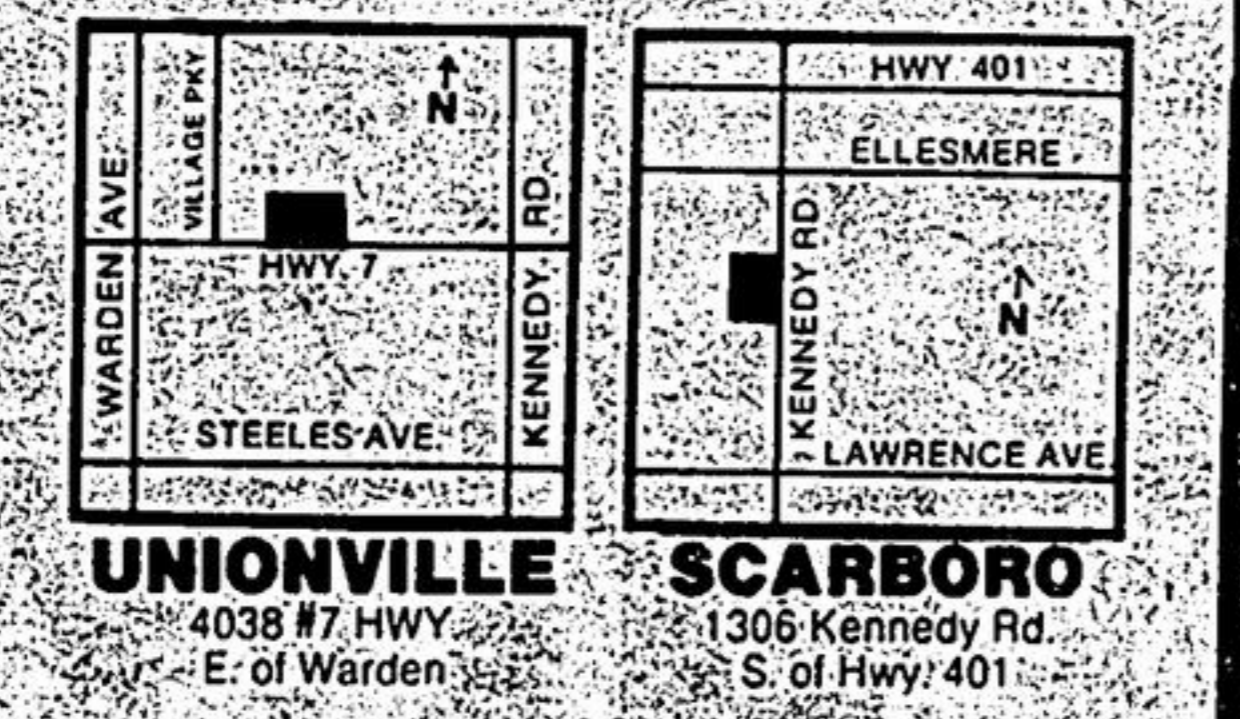 WARDEN AVE.
VILLAGE PKY
N
HWY. 7
KENNEDY RD.
STEELES AVE.
UNIONVILLE
4038 #7 HWY
E. of Warden
HWY 401
ELLESMERE
KENNEDY RD.
N
LAWRENCE AVE.
SCARBORO
1306 Kennedy Rd.
S. of Hwy. 401